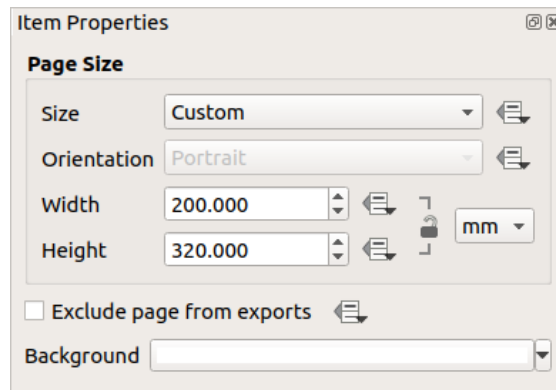 Item Properties
Page Size
Size Custom
Orientation Portrait
Width 200.000
mm
Height 320.000
Exclude page from exports
Background